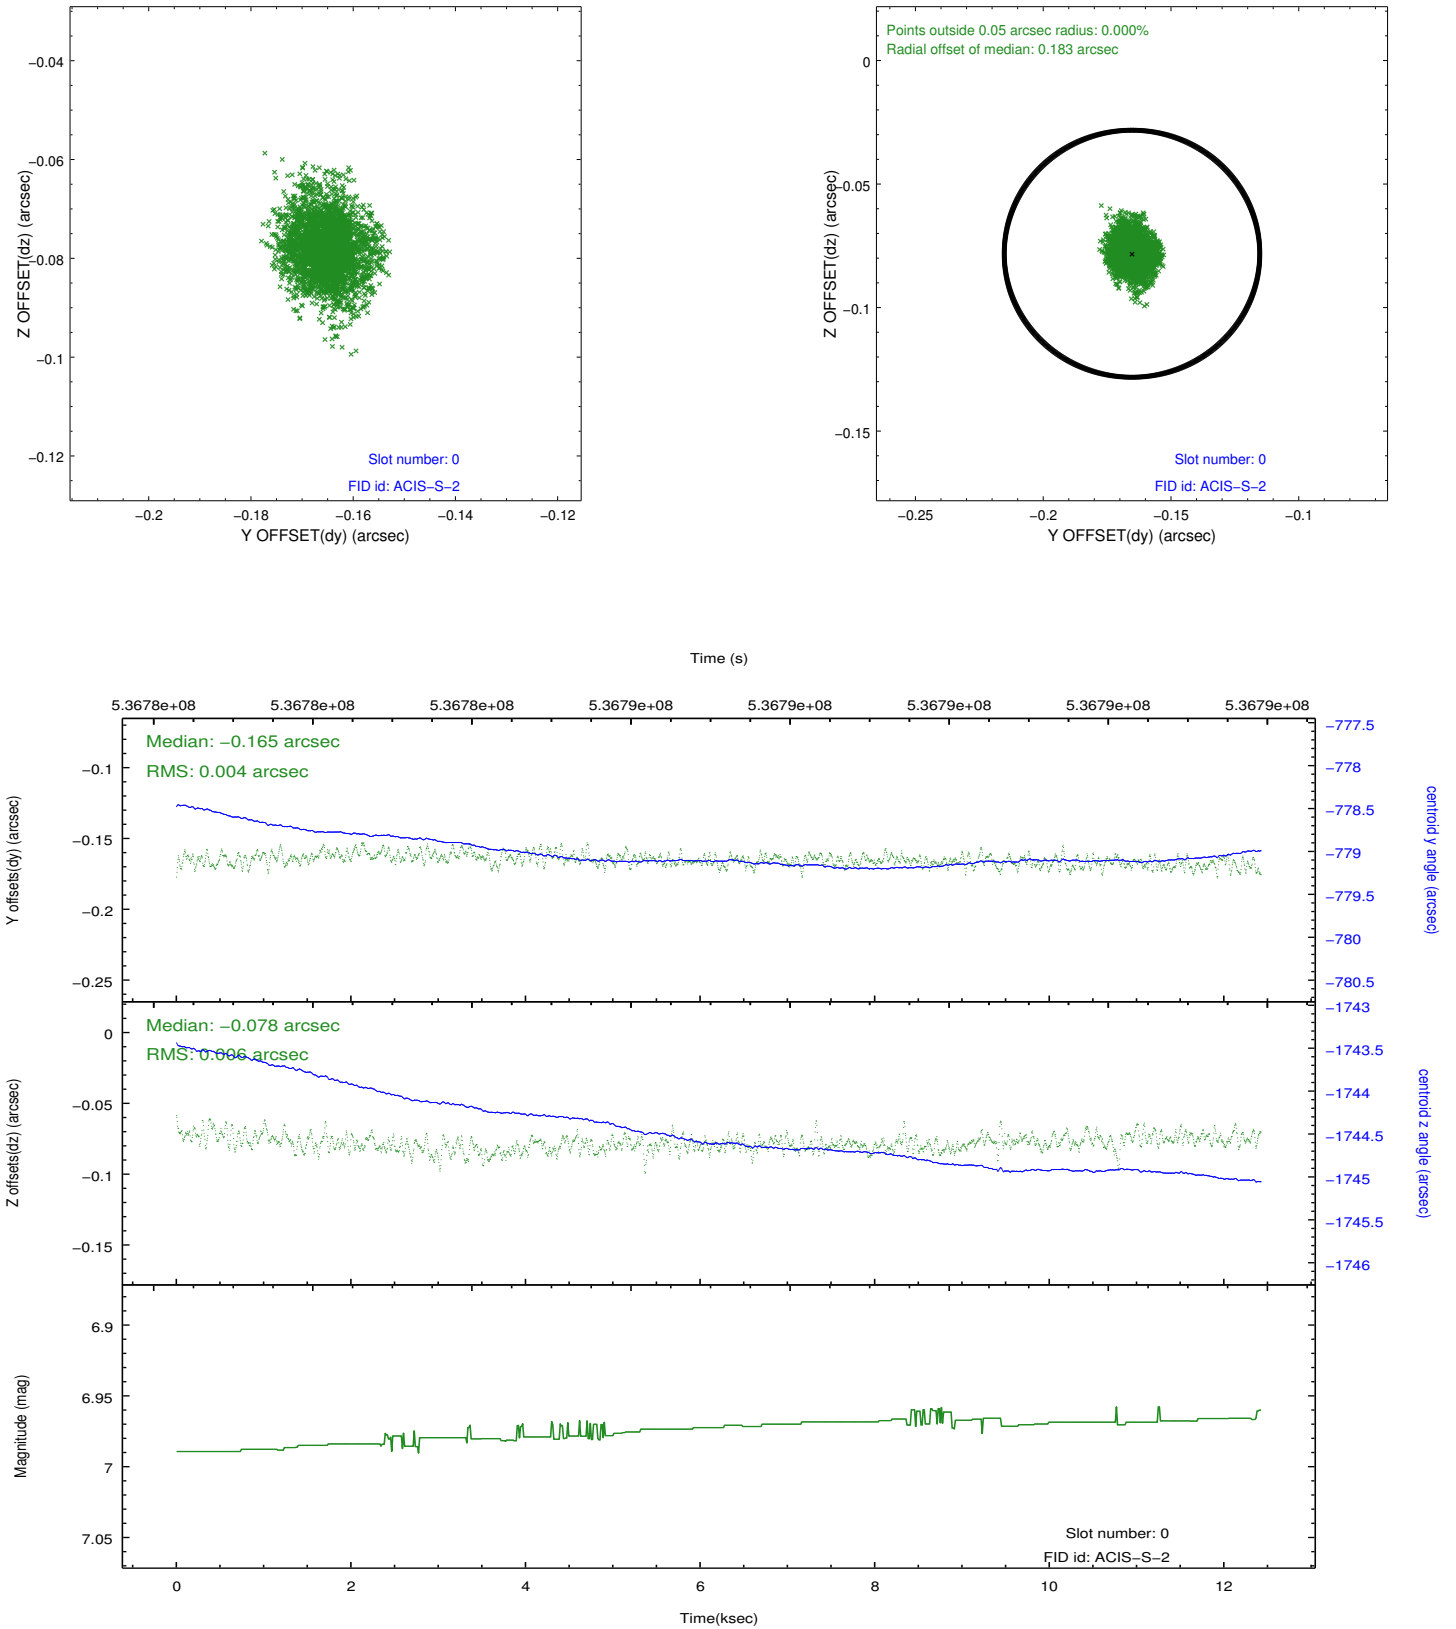 −0.04
−0.06
−0.08
−0.1
−0.12
Z OFFSET(dz) (arcsec)
Slot number: 0
FID id: ACIS−S−2
−0.2
−0.18
−0.16
−0.14
−0.12
Y OFFSET(dy) (arcsec)
Points outside 0.05 arcsec radius: 0.000%
Radial offset of median: 0.183 arcsec
0
−0.05
−0.1
−0.15
Z OFFSET(dz) (arcsec)
Slot number: 0
FID id: ACIS−S−2
−0.25
−0.2
−0.15
−0.1
Y OFFSET(dy) (arcsec)
Time (s)
5.3678e+08
5.3678e+08
5.3678e+08
5.3679e+08
5.3679e+08
5.3679e+08
5.3679e+08
5.3679e+08
Median: −0.165 arcsec
RMS: 0.004 arcsec
−0.1
−0.15
−0.2
−0.25
Y offsets(dy) (arcsec)
−777.5
−778
−778.5
−779
−779.5
−780
−780.5
centroid y angle (arcsec)
Median: −0.078 arcsec
RMS: 0.006 arcsec
0
−0.05
−0.1
−0.15
Z offsets(dz) (arcsec)
−1743
−1743.5
−1744
−1744.5
−1745
−1745.5
−1746
centroid z angle (arcsec)
6.9
6.95
7
7.05
Magnitude (mag)
Slot number: 0
FID id: ACIS−S−2
0
2
4
6
8
10
12
Time(ksec)